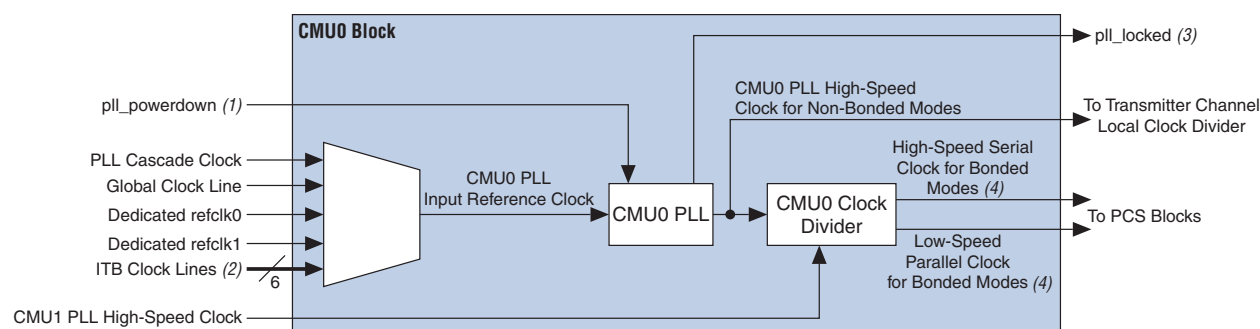 CMU0 Block
pll_locked (3)
pll_powerdown (1)
CMU0 PLL High-Speed
Clock for Non-Bonded Modes
To Transmitter Channel
Local Clock Divider
PLL Cascade Clock
Global Clock Line
Dedicated refclk0
Dedicated refclk1
ITB Clock Lines (2)
6
CMU0 PLL
Input Reference Clock
CMU0 PLL
CMU0 Clock
Divider
High-Speed Serial
Clock for Bonded
Modes (4)
To PCS Blocks
Low-Speed
Parallel Clock
for Bonded Modes (4)
CMU1 PLL High-Speed Clock